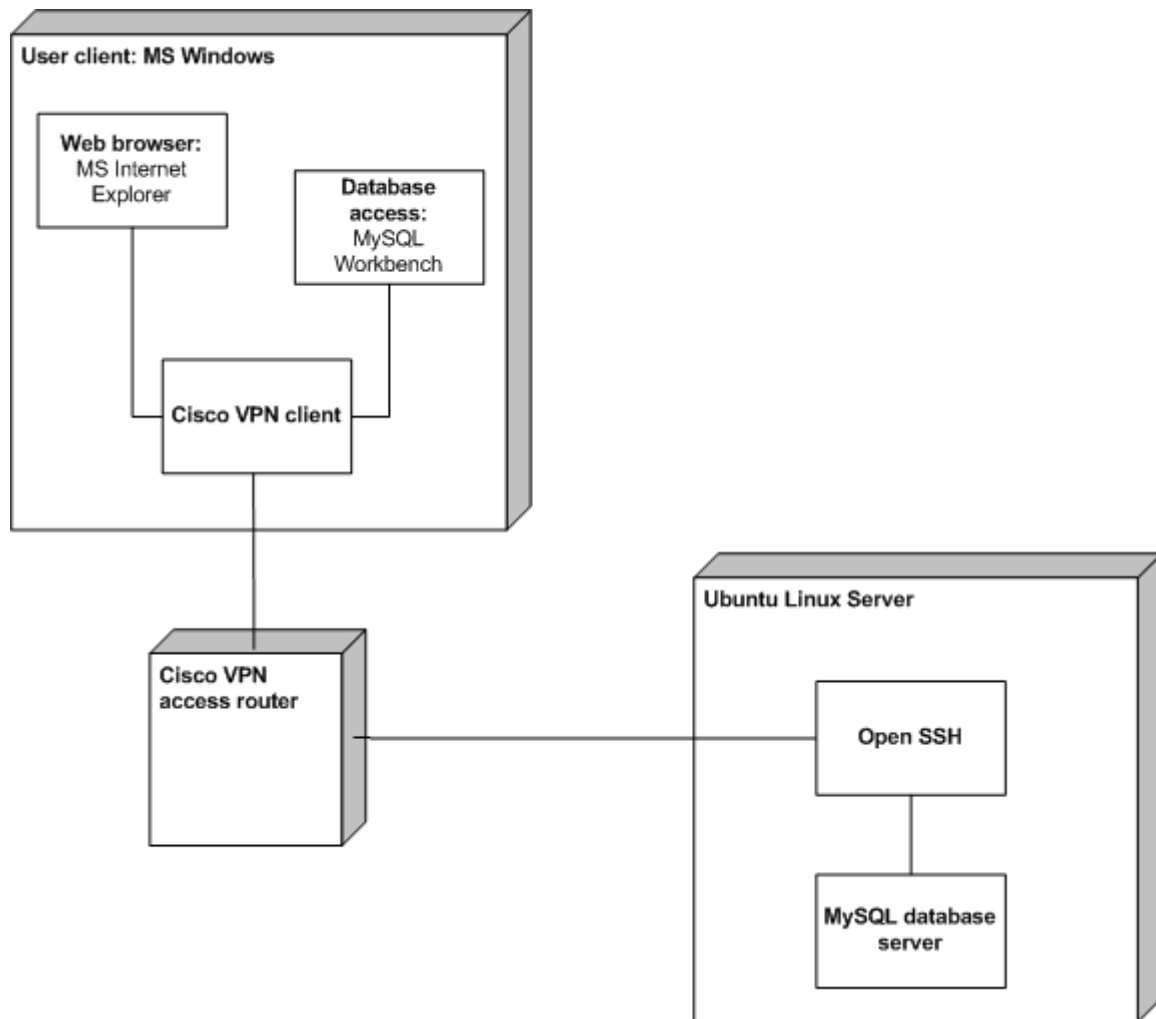 User client: MS Windows
Web browser:
MS Internet
Explorer
Database
access:
MySQL
Workbench
Cisco VPN client
Cisco VPN
access router
Ubuntu Linux Server
Open SSH
MySQL database
server